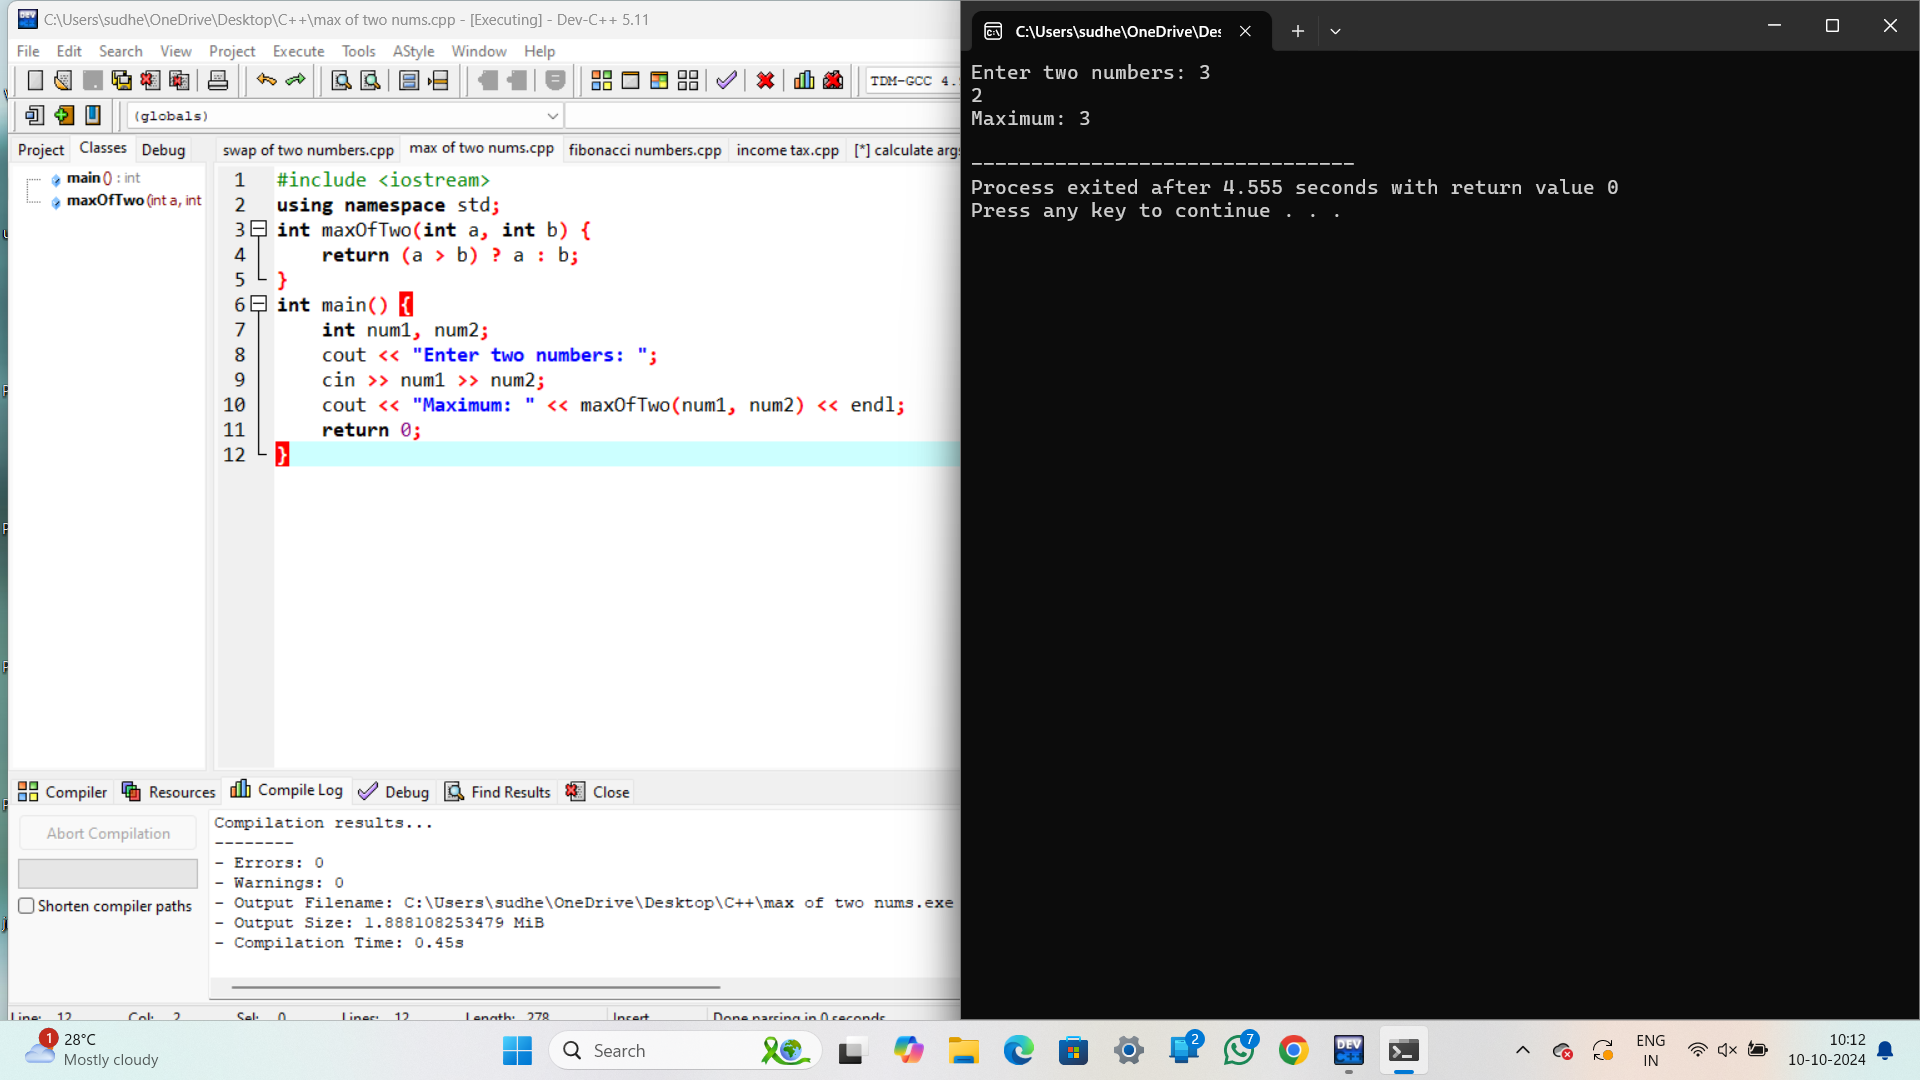 C:\Users\sudhe\OneDrive\Desktop\C++\max of two nums.cpp - [Executing] - Dev-C++ 5.11
File Edit Search View Project Execute Tools AStyle Window Help
TDM-GCC 4.
(globals)
Project Classes Debug
main () : int
maxOfTwo (int a, int
swap of two numbers.cpp max of two nums.cpp fibonacci numbers.cpp income tax.cpp [*] calculate args
1 #include <iostream>
2 using namespace std;
3 int maxOfTwo(int a, int b) {
4 return (a > b) ? a : b;
5 }
6 int main() {
7 int num1, num2;
8 cout << "Enter two numbers: ";
9 cin >> num1 >> num2;
10 cout << "Maximum: " << maxOfTwo(num1, num2) << endl;
11 return 0;
12 }
Compiler Resources Compile Log Debug Find Results Close
Abort Compilation
Shorten compiler paths
Compilation results...
--------
- Errors: 0
- Warnings: 0
- Output Filename: C:\Users\sudhe\OneDrive\Desktop\C++\max of two nums.exe
- Output Size: 1.888108253479 MiB
- Compilation Time: 0.45s
Line: 12 Col: 2 Sel: 0 Lines: 12 Length: 278 Insert Done parsing in 0 seconds
C:\Users\sudhe\OneDrive\Des
Enter two numbers: 3
2
Maximum: 3
--------------------------------
Process exited after 4.555 seconds with return value 0
Press any key to continue . . .
1
28°C
Mostly cloudy
Search
2
7
DEV
C++
ENG
IN
10:12
10-10-2024